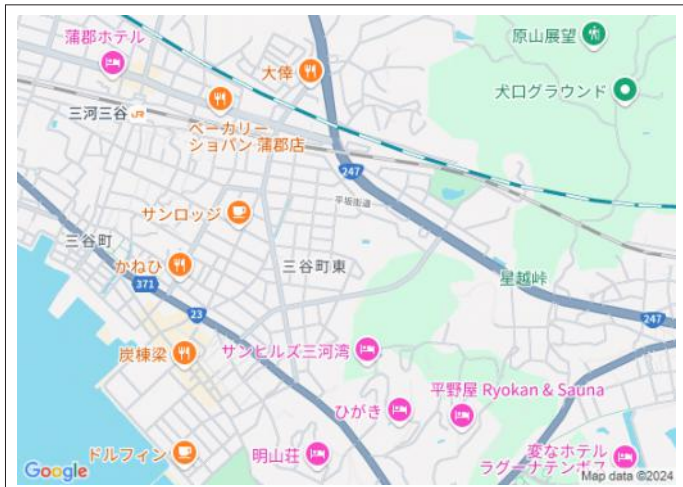 蒲郡ホテル
大倖
原山展望
犬口グラウンド
三河三谷
JR
ベーカリー
ショパン 蒲郡店
247
平坂街道
サンロッジ
三谷町
かねひ
三谷町東
371
23
星越峠
247
炭棟梁
サンヒルズ三河湾
ひがき
平野屋 Ryokan & Sauna
ドルフィン
明山荘
変なホテル
ラグーナテンボス
Google
Map data ©2024